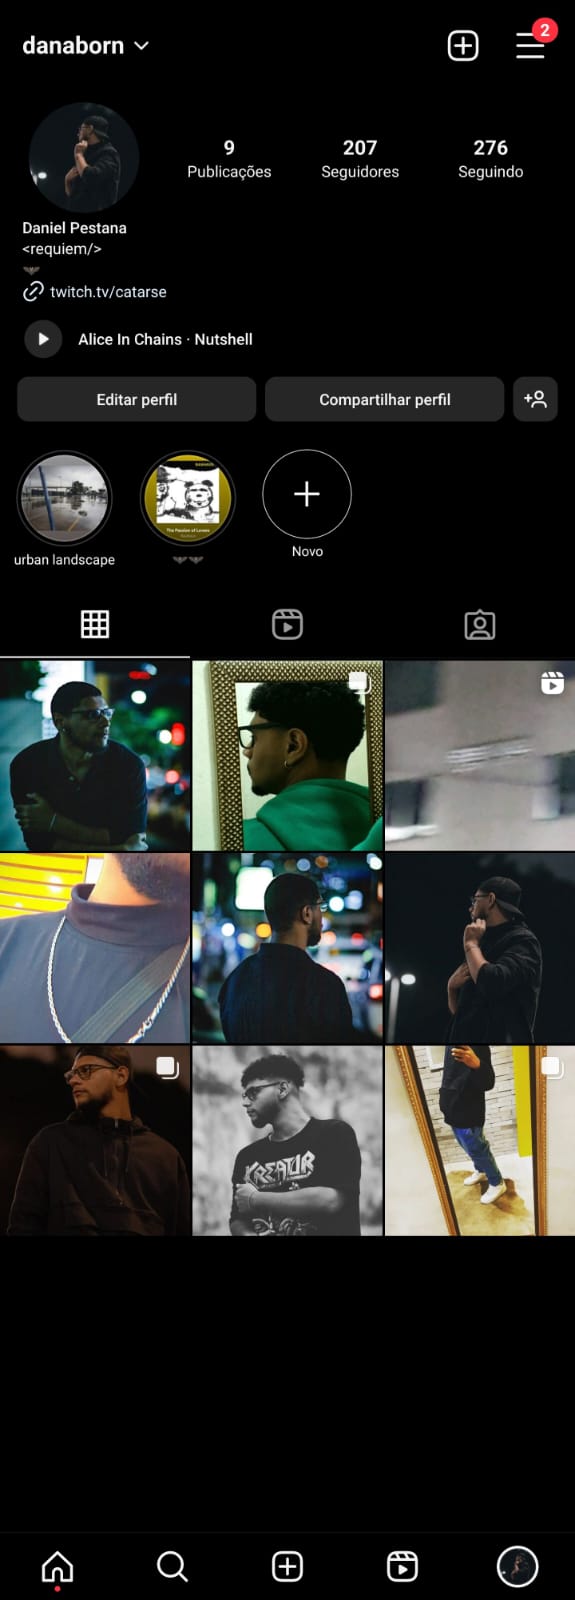 danaborn
2
9
207
276
Publicações
Seguidores
Seguindo
Daniel Pestana
<requiem/>
twitch.tv/catarse
Alice In Chains · Nutshell
Editar perfil
Compartilhar perfil
The Passion of Lovers
urban landscape
Novo
KREATOR